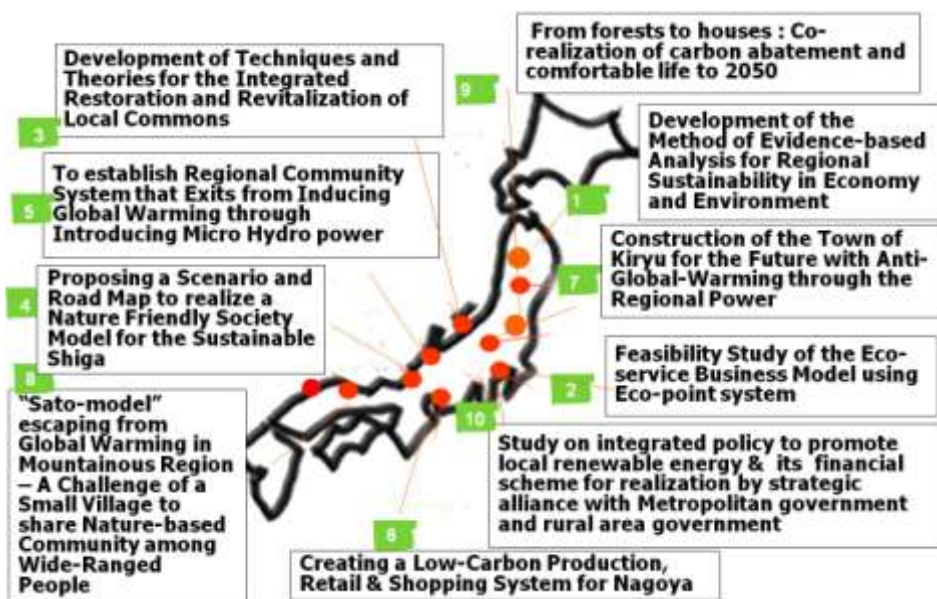 3
Development of Techniques and
Theories for the Integrated
Restoration and Revitalization of
Local Commons
5
To establish Regional Community
System that Exits from Inducing
Global Warming through
Introducing Micro Hydro power
4
Proposing a Scenario and
Road Map to realize a
Nature Friendly Society
Model for the Sustainable
Shiga
8
“Sato-model”
escaping from
Global Warming in
Mountainous Region
– A Challenge of a
Small Village to
share Nature-based
Community among
Wide-Ranged
People
9
From forests to houses : Co-
realization of carbon abatement and
comfortable life to 2050
1
Development of the
Method of Evidence-based
Analysis for Regional
Sustainability in Economy
and Environment
7
Construction of the Town of
Kiryu for the Future with Anti-
Global-Warming through the
Regional Power
2
Feasibility Study of the Eco-
service Business Model using
Eco-point system
10
Study on integrated policy to promote
local renewable energy & its financial
scheme for realization by strategic
alliance with Metropolitan government
and rural area government
6
Creating a Low-Carbon Production,
Retail & Shopping System for Nagoya